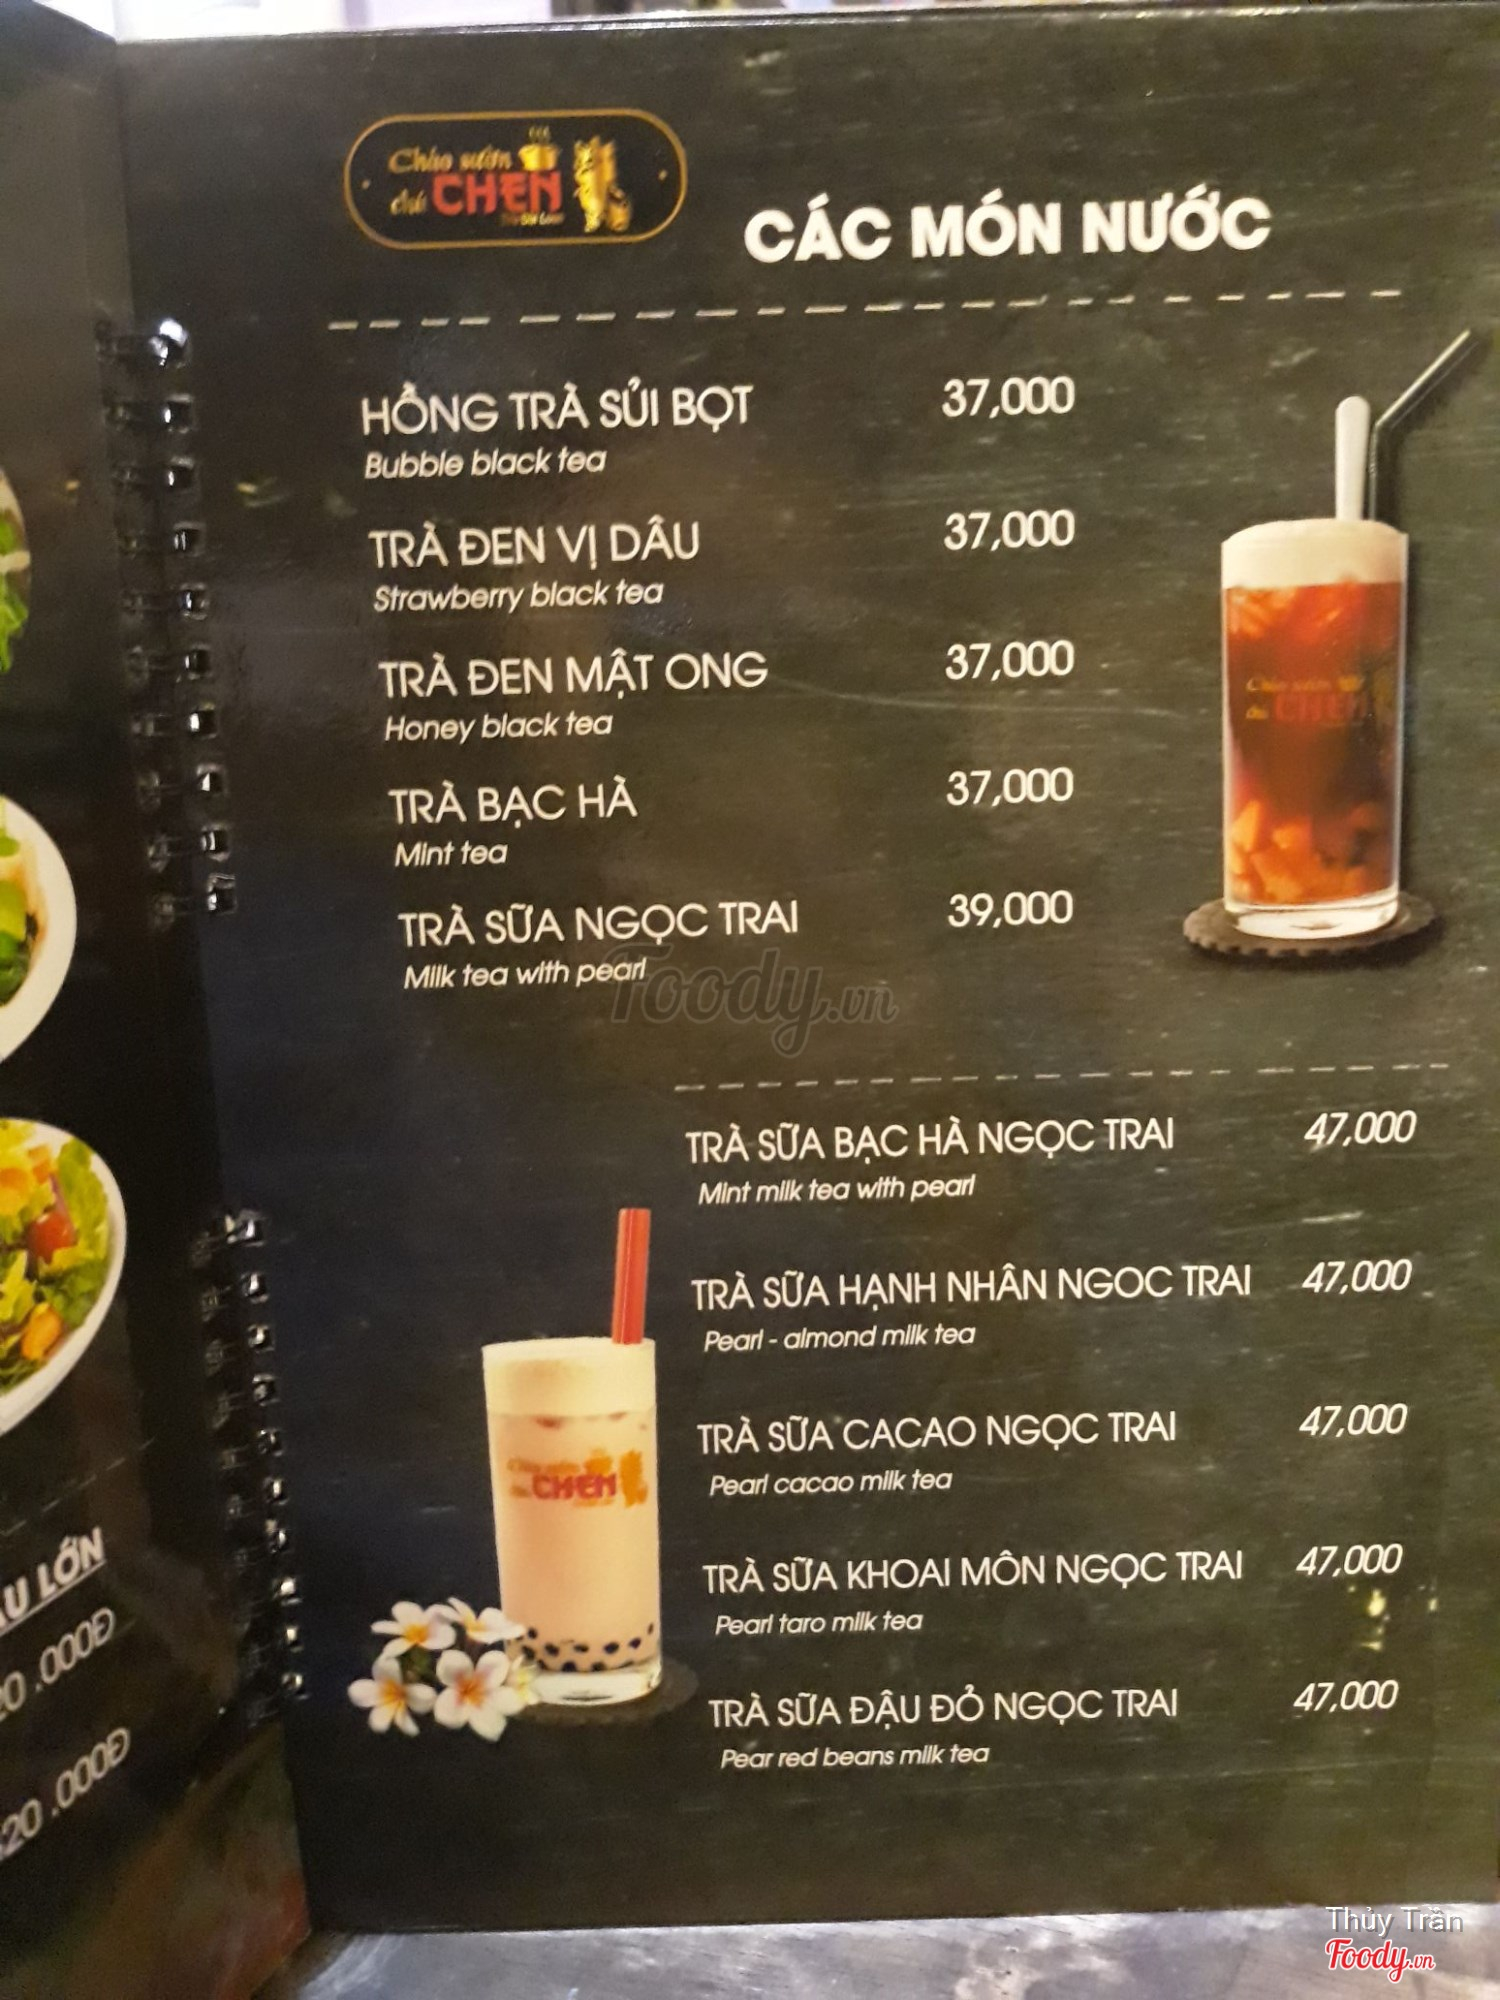 Cháo sườn
chú CHEN
CÁC MÓN NƯỚC
HỒNG TRÀ SỦI BỌT 37,000
Bubble black tea
TRÀ ĐEN VỊ DÂU 37,000
Strawberry black tea
TRÀ ĐEN MẬT ONG 37,000
Honey black tea
TRÀ BẠC HÀ 37,000
Mint tea
TRÀ SỮA NGỌC TRAI 39,000
Milk tea with pearl
Foody.vn
TRÀ SỮA BẠC HÀ NGỌC TRAI 47,000
Mint milk tea with pearl
TRÀ SỮA HẠNH NHÂN NGOC TRAI 47,000
Pearl - almond milk tea
TRÀ SỮA CACAO NGỌC TRAI 47,000
Pearl cacao milk tea
TRÀ SỮA KHOAI MÔN NGỌC TRAI 47,000
Pearl taro milk tea
TRÀ SỮA ĐẬU ĐỎ NGỌC TRAI 47,000
Pear red beans milk tea
CHEN
CHEN
LỚN
Thủy Trần
Foody.vn